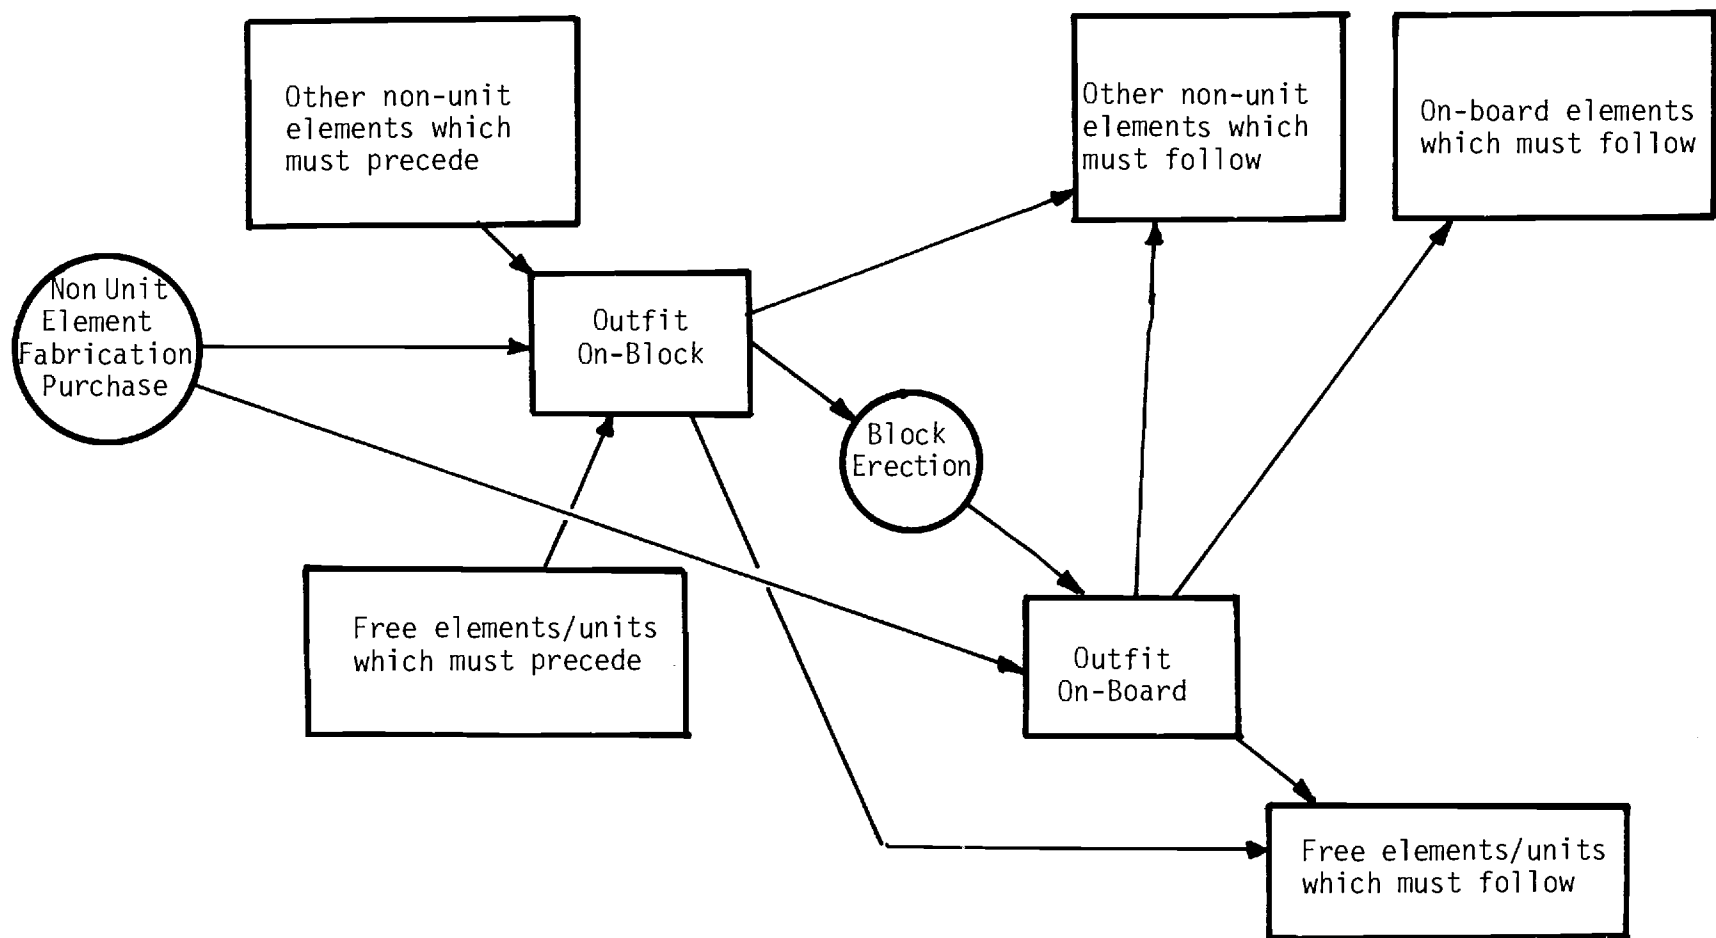 Other non-unit
elements which
must precede
Other non-unit
elements which
must follow
On-board elements
which must follow
Non Unit
Element
Fabrication
Purchase
Outfit
On-Block
Block
Erection
Free elements/units
which must precede
Outfit
On-Board
Free elements/units
which must follow